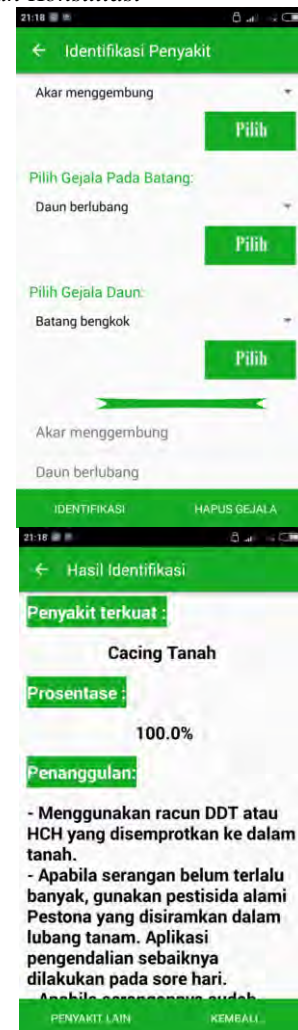 21:18
Identifikasi Penyakit
Akar menggembung
Pilih
Pilih Gejala Pada Batang:
Daun berlubang
Pilih
Pilih Gejala Daun:
Batang bengkok
Pilih
Akar menggembung
Daun berlubang
IDENTIFIKASI HAPUS GEJALA
21:18
Hasil Identifikasi
Penyakit terkuat :
Cacing Tanah
Prosentase :
100.0%
Penanggulan:
- Menggunakan racun DDT atau
HCH yang disemprotkan ke dalam
tanah.
- Apabila serangan belum terlalu
banyak, gunakan pestisida alami
Pestona yang disiramkan dalam
lubang tanam. Aplikasi
pengendalian sebaiknya
dilakukan pada sore hari.
- Apabila serangannya sudah
PENYAKIT LAIN KEMBALI